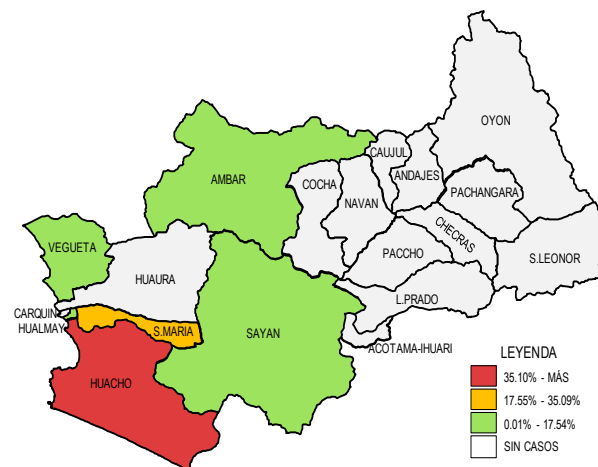 OYON
CAUJUL
ANDAJES
AMBAR
COCHA
NAVAN
PACHANGARA
CHECRAS
VEGUETA
HUAURA
PACCHO
S.LEONOR
L.PRADO
CARQUIN
HUALMAY
S.MARIA
SAYAN
ACOTAMA-IHUARI
HUACHO
LEYENDA
35.10% - MÁS
17.55% - 35.09%
0.01% - 17.54%
SIN CASOS